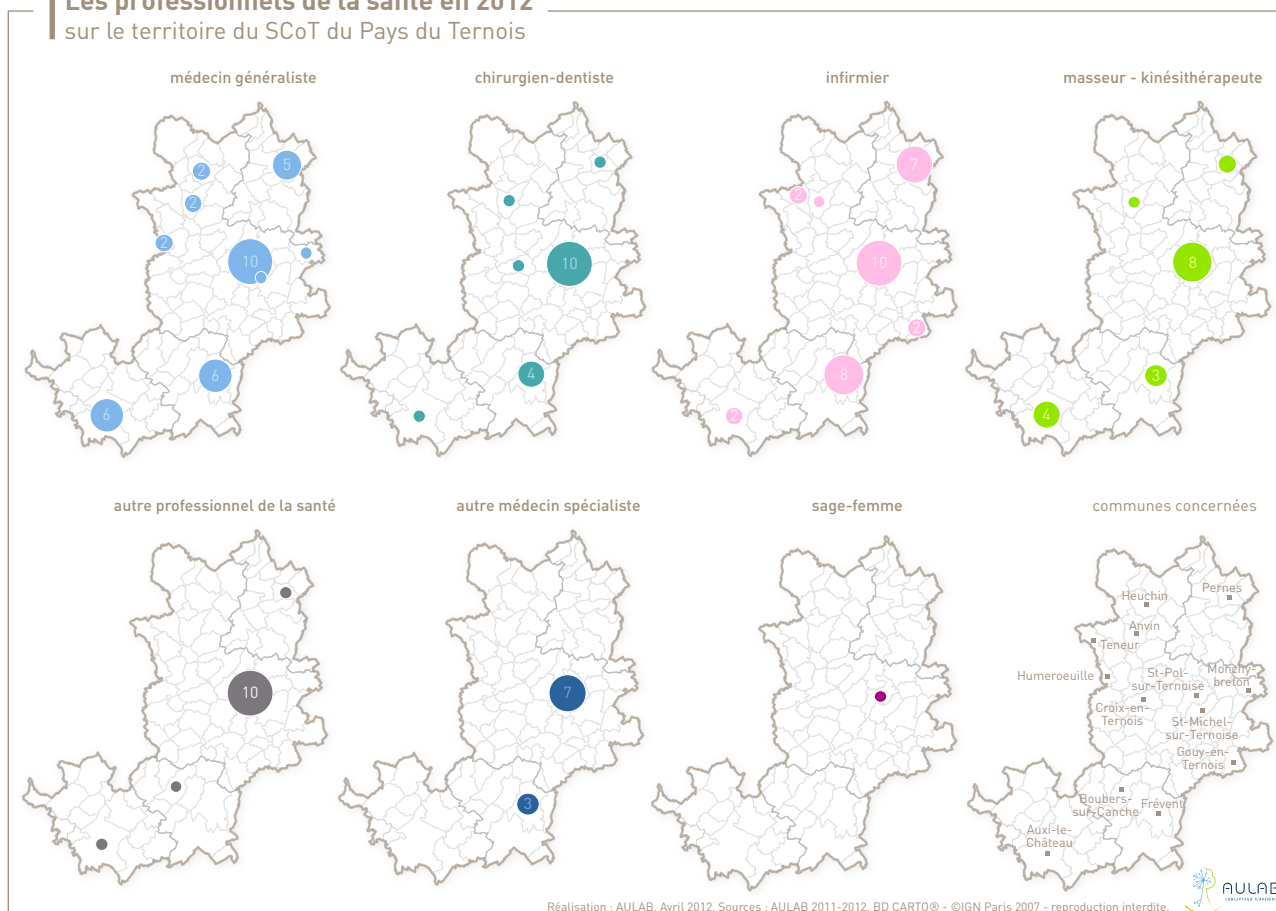 Les professionnels de la santé en 2012
sur le territoire du SCoT du Pays du Ternois
médecin généraliste
chirurgien-dentiste
infirmier
masseur - kinésithérapeute
2
5
2
2
10
6
6
10
4
7
2
10
2
8
2
8
3
4
autre professionnel de la santé
autre médecin spécialiste
sage-femme
communes concernées
10
7
3
Heuchin
Pernes
Anvin
Teneur
Humeroeuille
St-Pol-
sur-Ternoise
Monchy-
breton
Croix-en-
Ternois
St-Michel-
sur-Ternoise
Gouy-en-
Ternois
Boubers-
sur-Canche
Frévent
Auxi-le-
Château
AULAB
Réalisation : AULAB, Avril 2012, Sources : AULAB 2011-2012, BD CARTO® - ©IGN Paris 2007 - reproduction interdite.